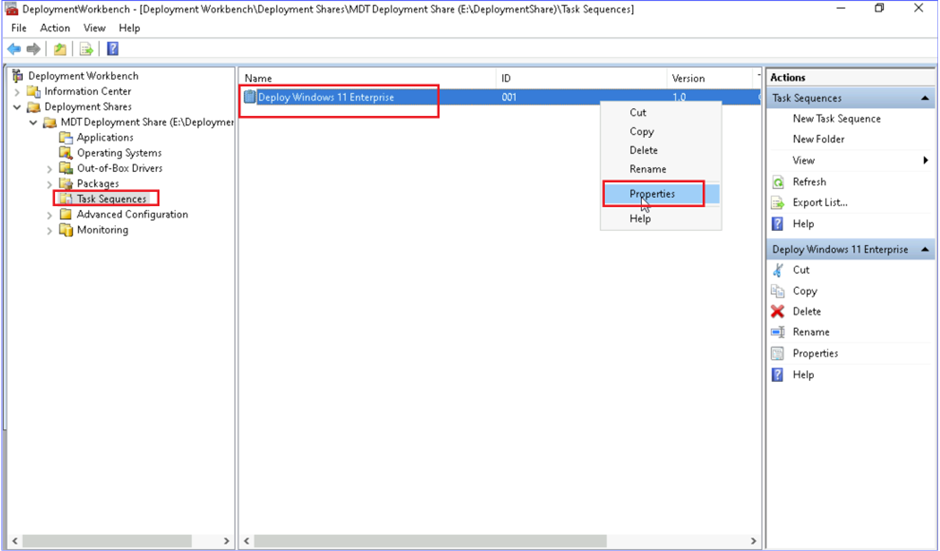 DeploymentWorkbench - [Deployment Workbench\Deployment Shares\MDT Deployment Share (E:\DeploymentShare)\Task Sequences]
File Action View Help
Deployment Workbench
Information Center
Deployment Shares
MDT Deployment Share (E:\Deploymer
Applications
Operating Systems
Out-of-Box Drivers
Packages
Task Sequences
Advanced Configuration
Monitoring
Name ID Version
Deploy Windows 11 Enterprise 001 1.0
Cut
Copy
Delete
Rename
Properties
Help
Actions
Task Sequences
New Task Sequence
New Folder
View
Refresh
Export List...
Help
Deploy Windows 11 Enterprise
Cut
Copy
Delete
Rename
Properties
Help